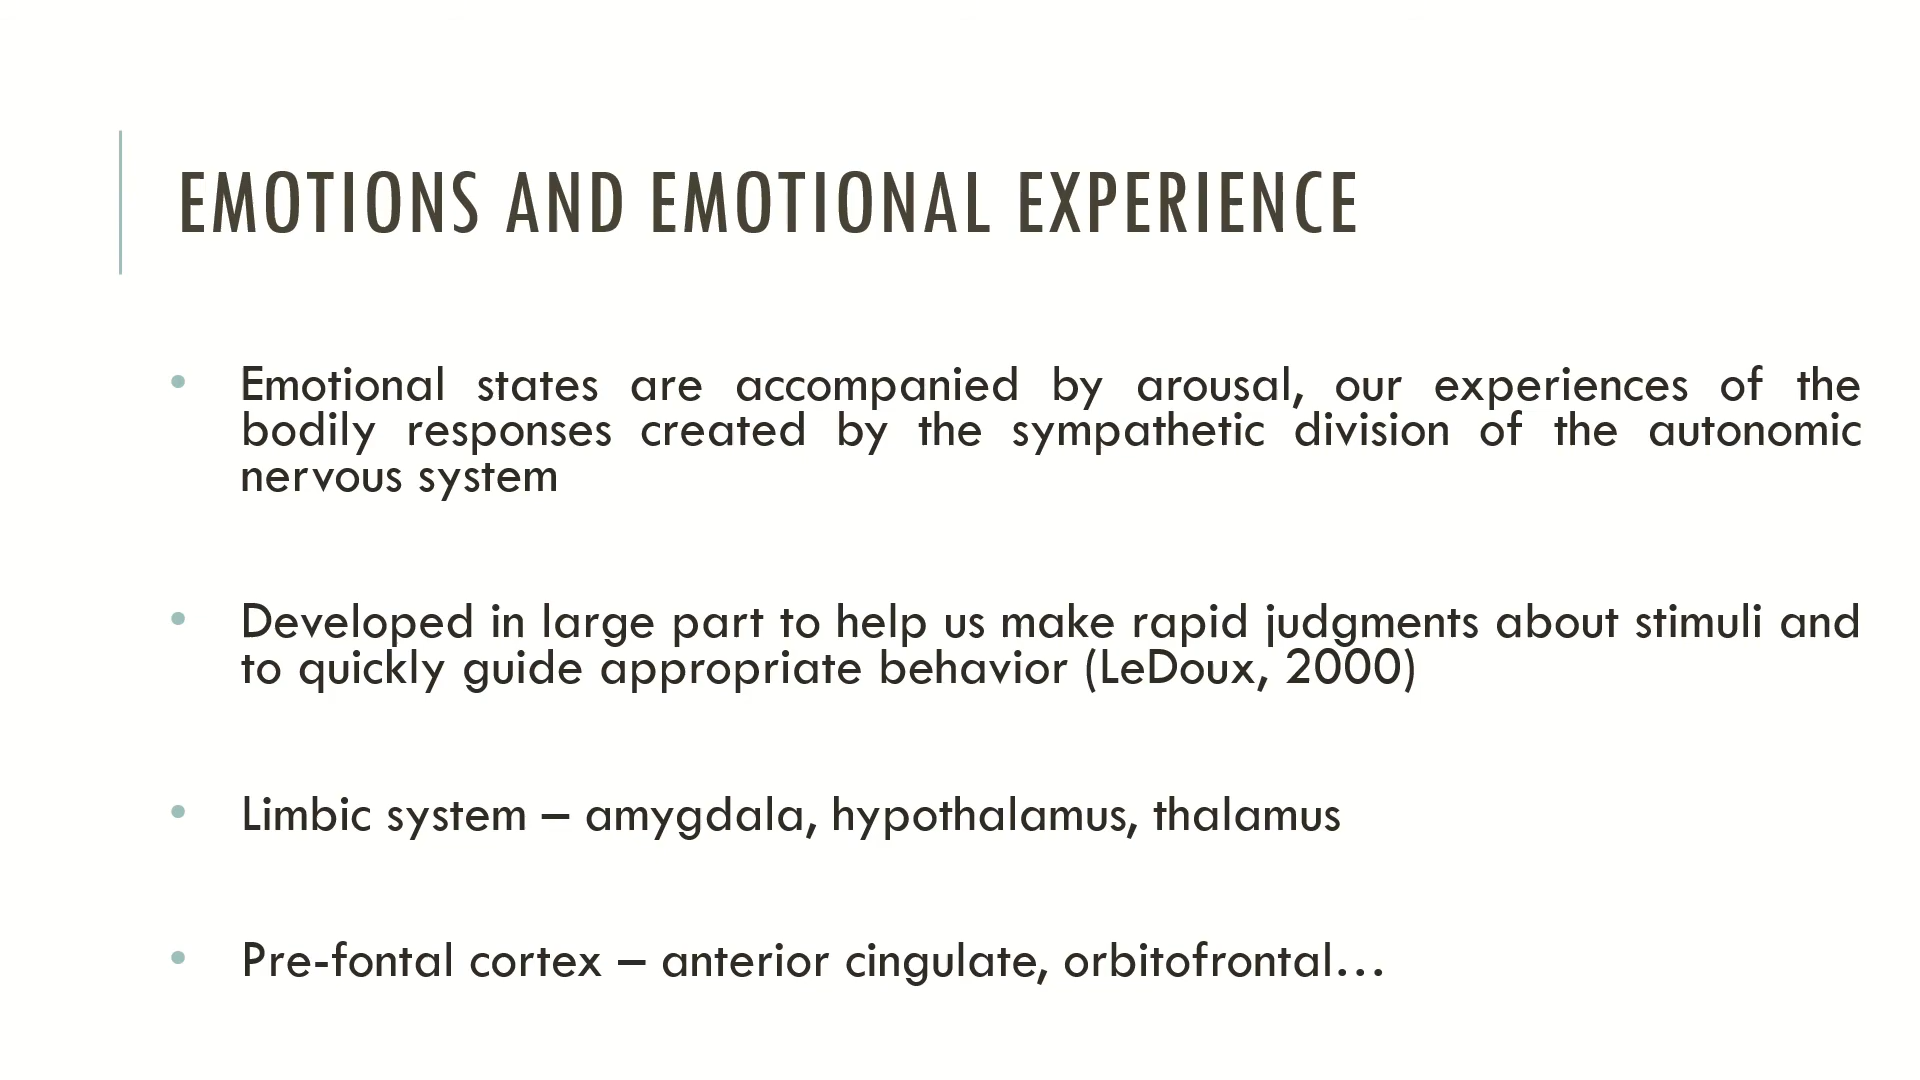 EMOTIONS AND EMOTIONAL EXPERIENCE
• Emotional states are accompanied by arousal, our experiences of the
bodily responses created by the sympathetic division of the autonomic
nervous system
• Developed in large part to help us make rapid judgments about stimuli and
to quickly guide appropriate behavior (LeDoux, 2000)
• Limbic system – amygdala, hypothalamus, thalamus
• Pre-fontal cortex – anterior cingulate, orbitofrontal…